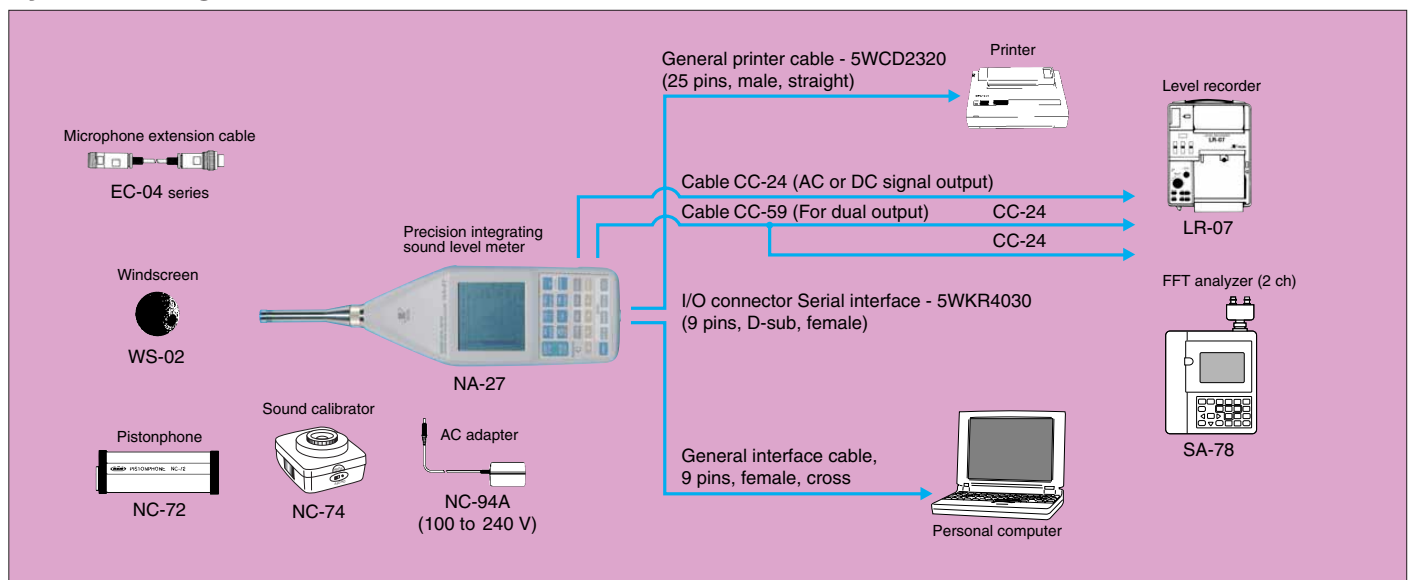 General printer cable - 5WCD2320
(25 pins, male, straight)
Printer
Level recorder
LR-07
LR-07
Microphone extension cable
EC-04 series
Cable CC-24 (AC or DC signal output)
Cable CC-59 (For dual output)
CC-24
CC-24
Precision integrating
sound level meter
NA-27
Windscreen
WS-02
I/O connector Serial interface - 5WKR4030
(9 pins, D-sub, female)
FFT analyzer (2 ch)
SA-78
Pistonphone
PISTONPHONE NC-72
NC-72
Sound calibrator
NC-74
AC adapter
NC-94A
(100 to 240 V)
General interface cable,
9 pins, female, cross
Personal computer